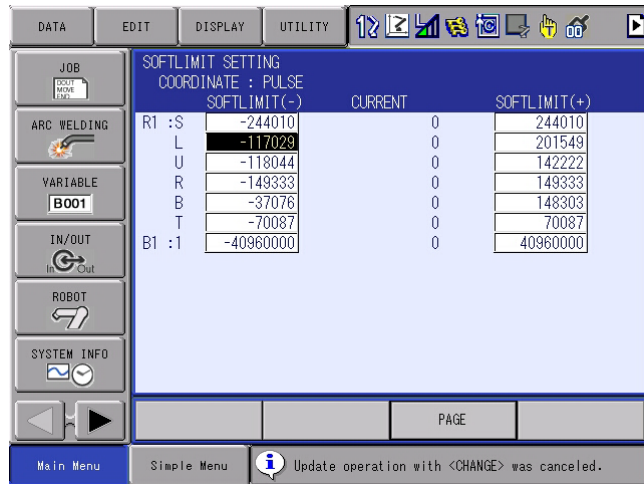 DATA EDIT DISPLAY UTILITY
JOB
DOUT
MOVE
END
ARC WELDING
VARIABLE
B001
IN/OUT
In Out
ROBOT
SYSTEM INFO
SOFTLIMIT SETTING
COORDINATE : PULSE
SOFTLIMIT(-) CURRENT SOFTLIMIT(+)
R1 :S -244010 0 244010
L -117029 0 201549
U -118044 0 142222
R -149333 0 149333
B -37076 0 148303
T -70087 0 70087
B1 :1 -40960000 0 40960000
PAGE
Main Menu Simple Menu Update operation with <CHANGE> was canceled.